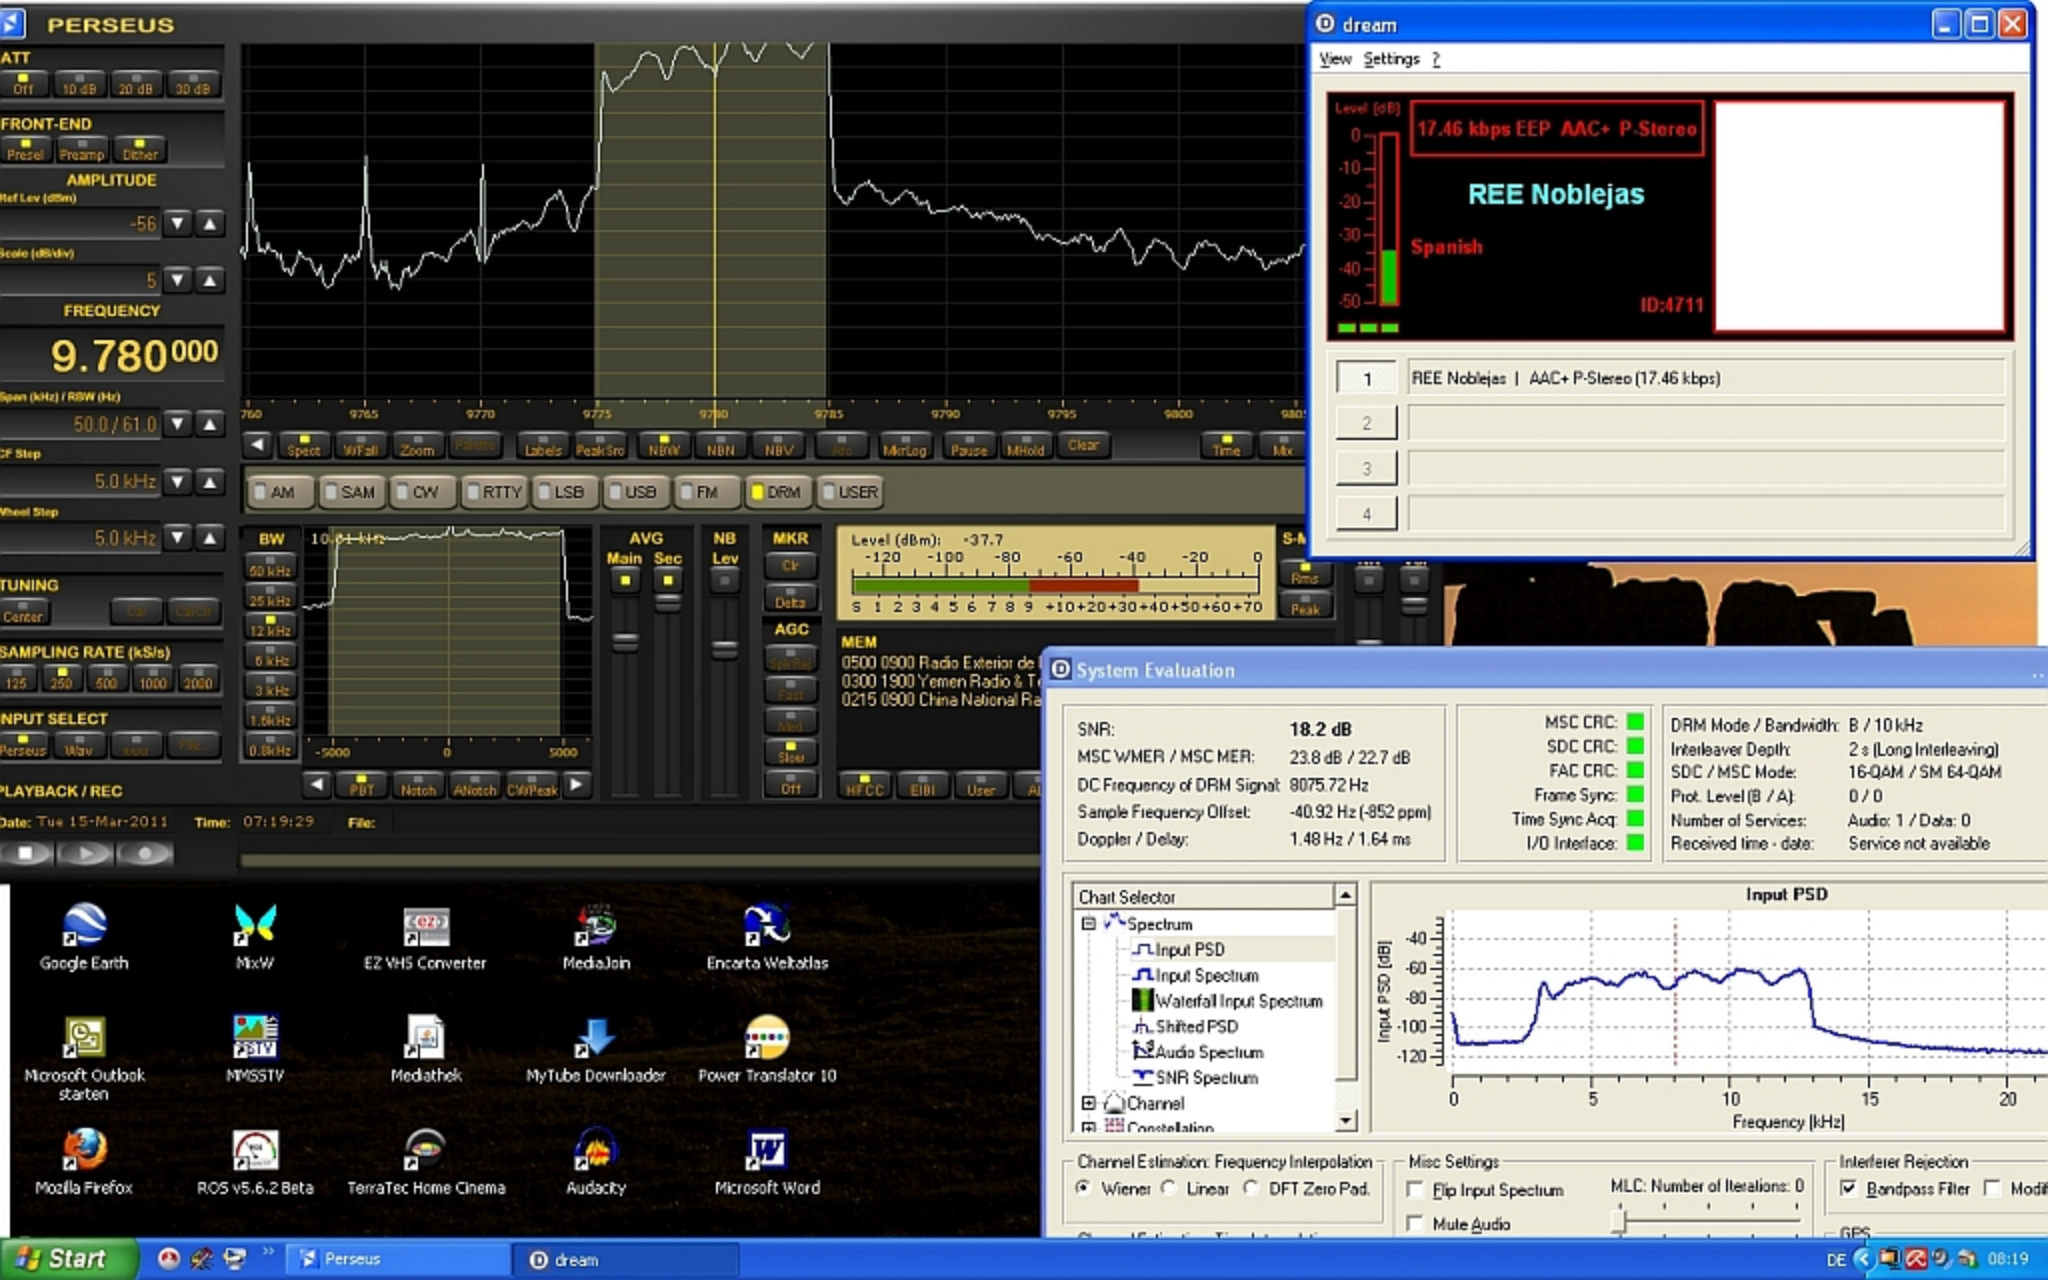 PERSEUS
ATT
Off 10 dB 20 dB 30 dB
FRONT-END
Presel Preamp Dither
AMPLITUDE
Ref Lev (dBm)
-56
Scale (dB/div)
5
FREQUENCY
9.780000
Span (kHz) / RBW (Hz)
50.0 / 61.0
CF Step
5.0 kHz
Wheel Step
5.0 kHz
TUNING
Center Cal
SAMPLING RATE (kS/s)
125 250 500 1000 2000
INPUT SELECT
Perseus Wav
PLAYBACK / REC
Date: Tue 15-Mar-2011 Time: 07:19:29 File:
760 9765 9770 9775 9780 9785 9790 9795 9800 9805
Spect WFall Zoom Labels PeakSrc NBW NBN NBV MkrLog Pause MHold Clear Time Mix
AM SAM CW RTTY LSB USB FM DRM USER
BW
50 kHz
25 kHz
12 kHz
6 kHz
3 kHz
1.6kHz
0.8kHz
-5000 0 5000
PBT Notch ANotch CWPeak
AVG
Main Sec
NB
Lev
MKR
Clr
Delta
AGC
Fast
Med
Slow
Off
Level (dBm): -37.7
-120 -100 -80 -60 -40 -20 0
S 1 2 3 4 5 6 7 8 9 +10+20+30+40+50+60+70
Rms
Peak
MEM
0500 0900 Radio Exterior de
0300 1900 Yemen Radio & Te
0215 0900 China National Ra
HFCC EIBI User
dream
View Settings ?
Level [dB]
0
-10
-20
-30
-40
-50
17.46 kbps EEP AAC+ P-Stereo
REE Noblejas
Spanish
ID:4711
1 REE Noblejas | AAC+ P-Stereo (17.46 kbps)
2
3
4
System Evaluation
SNR: 18.2 dB
MSC WMER / MSC MER: 23.8 dB / 22.7 dB
DC Frequency of DRM Signal: 8075.72 Hz
Sample Frequency Offset: -40.92 Hz (-852 ppm)
Doppler / Delay: 1.48 Hz / 1.64 ms
MSC CRC:
SDC CRC:
FAC CRC:
Frame Sync:
Time Sync Acq:
I/O Interface:
DRM Mode / Bandwidth: B / 10 kHz
Interleaver Depth: 2 s (Long Interleaving)
SDC / MSC Mode: 16-QAM / SM 64-QAM
Prot. Level (B / A): 0 / 0
Number of Services: Audio: 1 / Data: 0
Received time - date: Service not available
Chart Selector
Spectrum
Input PSD
Input Spectrum
Waterfall Input Spectrum
Shifted PSD
Audio Spectrum
SNR Spectrum
Channel
Constellation
Input PSD
Input PSD [dB]
-40
-60
-80
-100
-120
0 5 10 15 20
Frequency [kHz]
Channel Estimation: Frequency Interpolation
Wiener Linear DFT Zero Pad.
Misc Settings
Flip Input Spectrum
Mute Audio
MLC: Number of Iterations: 0
Interferer Rejection
Bandpass Filter
GPS
Google Earth
MixW
EZ VHS Converter
MediaJoin
Encarta Weltatlas
Microsoft Outlook starten
MMSSTV
Mediathek
MyTube Downloader
Power Translator 10
Mozilla Firefox
ROS v5.6.2 Beta
TerraTec Home Cinema
Audacity
Microsoft Word
Start Perseus dream DE 08:19